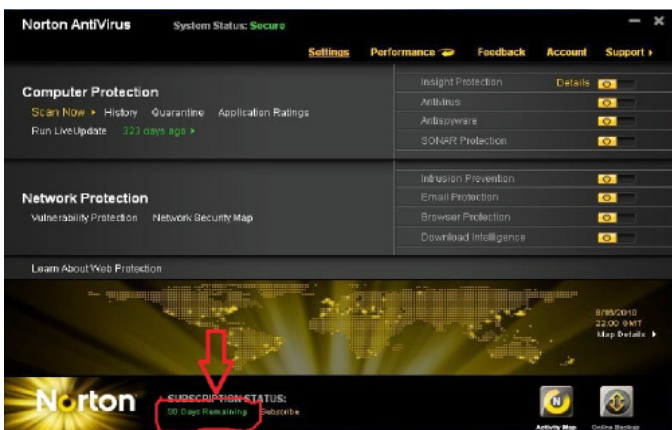 Norton AntiVirus System Status: Secure
Settings Performance Feedback Account Support
Computer Protection
Scan Now History Quarantine Application Ratings
Run LiveUpdate 323 days ago
Insight Protection Details
Antivirus
Antispyware
SONAR Protection
Network Protection
Vulnerability Protection Network Security Map
Intrusion Prevention
Email Protection
Browser Protection
Download Intelligence
Learn About Web Protection
22:00 GMT
Map Details
Norton
SUBSCRIPTION STATUS:
Days Remaining Subscribe
Activity Map Online Backup